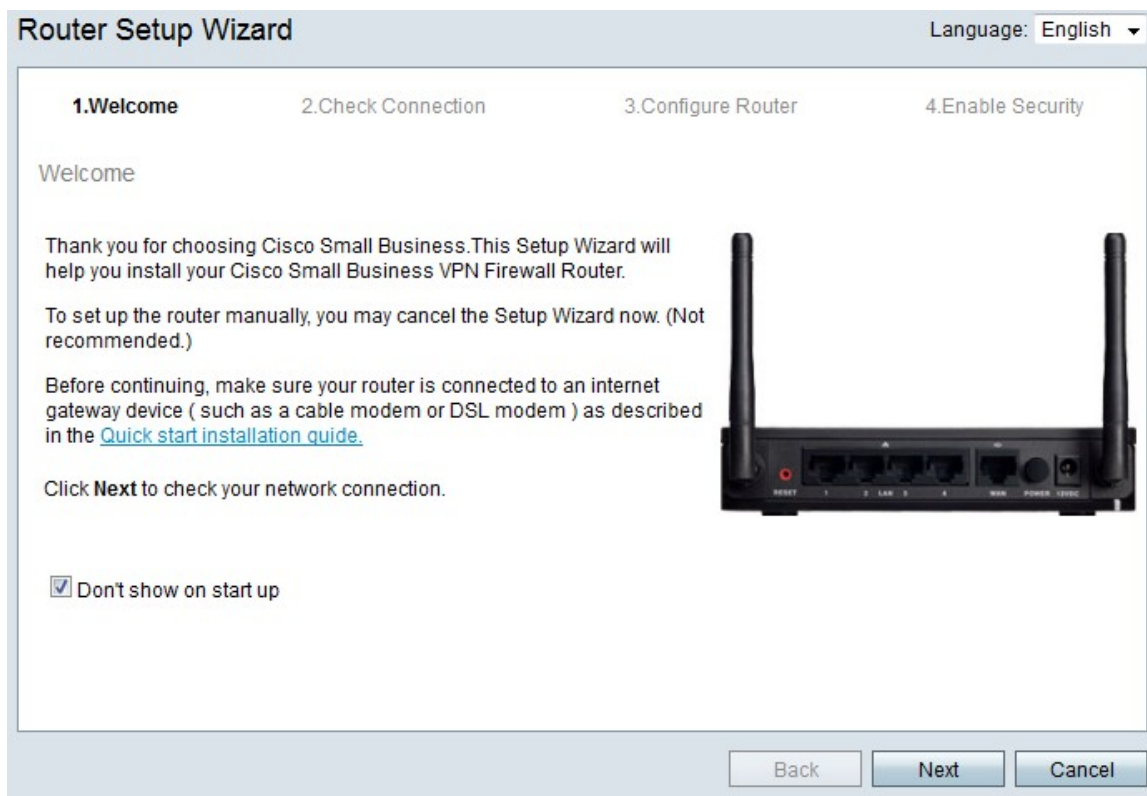 Router Setup Wizard
Language: English
1.Welcome 2.Check Connection 3.Configure Router 4.Enable Security
Welcome
Thank you for choosing Cisco Small Business.This Setup Wizard will
help you install your Cisco Small Business VPN Firewall Router.
To set up the router manually, you may cancel the Setup Wizard now. (Not
recommended.)
Before continuing, make sure your router is connected to an internet
gateway device ( such as a cable modem or DSL modem ) as described
in the Quick start installation guide.
Click Next to check your network connection.
RESET 1 2 LAN 3 4 WAN POWER 12VDC
Don't show on start up
Back Next Cancel